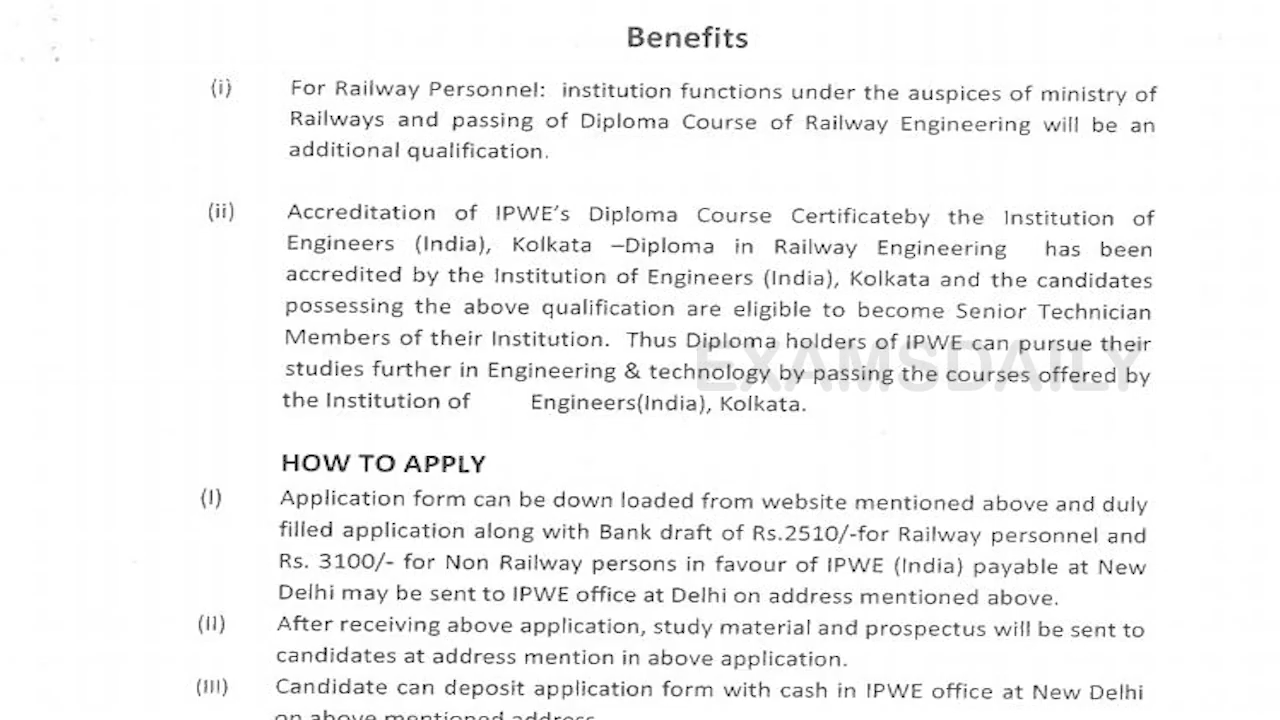 Benefits
(i) For Railway Personnel: institution functions under the auspices of ministry of
Railways and passing of Diploma Course of Railway Engineering will be an
additional qualification.
(ii) Accreditation of IPWE's Diploma Course Certificateby the Institution of
Engineers (India), Kolkata –Diploma in Railway Engineering has been
accredited by the Institution of Engineers (India), Kolkata and the candidates
possessing the above qualification are eligible to become Senior Technician
Members of their Institution. Thus Diploma holders of IPWE can pursue their
studies further in Engineering & technology by passing the courses offered by
the Institution of Engineers(India), Kolkata.
EXAMSDAILY
HOW TO APPLY
(I) Application form can be down loaded from website mentioned above and duly
filled application along with Bank draft of Rs.2510/-for Railway personnel and
Rs. 3100/- for Non Railway persons in favour of IPWE (India) payable at New
Delhi may be sent to IPWE office at Delhi on address mentioned above.
(II) After receiving above application, study material and prospectus will be sent to
candidates at address mention in above application.
(III) Candidate can deposit application form with cash in IPWE office at New Delhi
on above mentioned address.